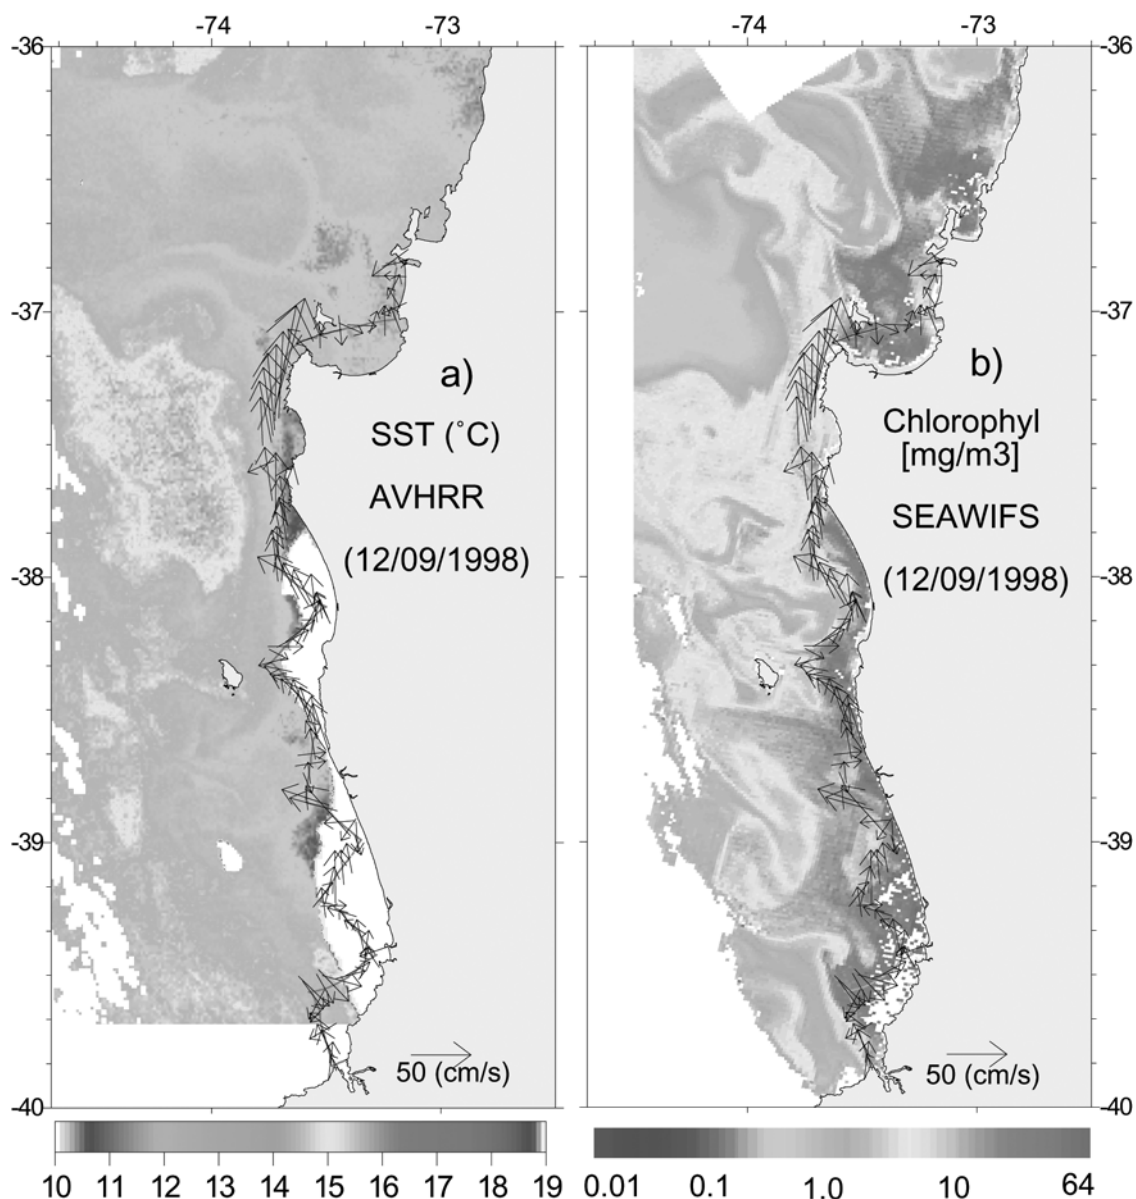 -74 -73 -74 -73
-36 -36
-37 -37
a)
SST (˚C)
AVHRR
(12/09/1998)
b)
Chlorophyl
[mg/m3]
SEAWIFS
(12/09/1998)
-38 -38
-39 -39
50 (cm/s) 50 (cm/s)
-40 -40
10 11 12 13 14 15 16 17 18 19
0.01 0.1 1.0 10 64